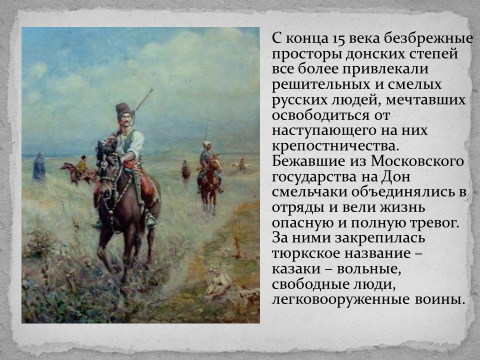 С конца 15 века безбрежные
просторы донских степей
все более привлекали
решительных и смелых
русских людей, мечтавших
освободиться от
наступающего на них
крепостничества.
Бежавшие из Московского
государства на Дон
смельчаки объединялись в
отряды и вели жизнь
опасную и полную тревог.
За ними закрепилась
тюркское название –
казаки – вольные,
свободные люди,
легковооруженные воины.